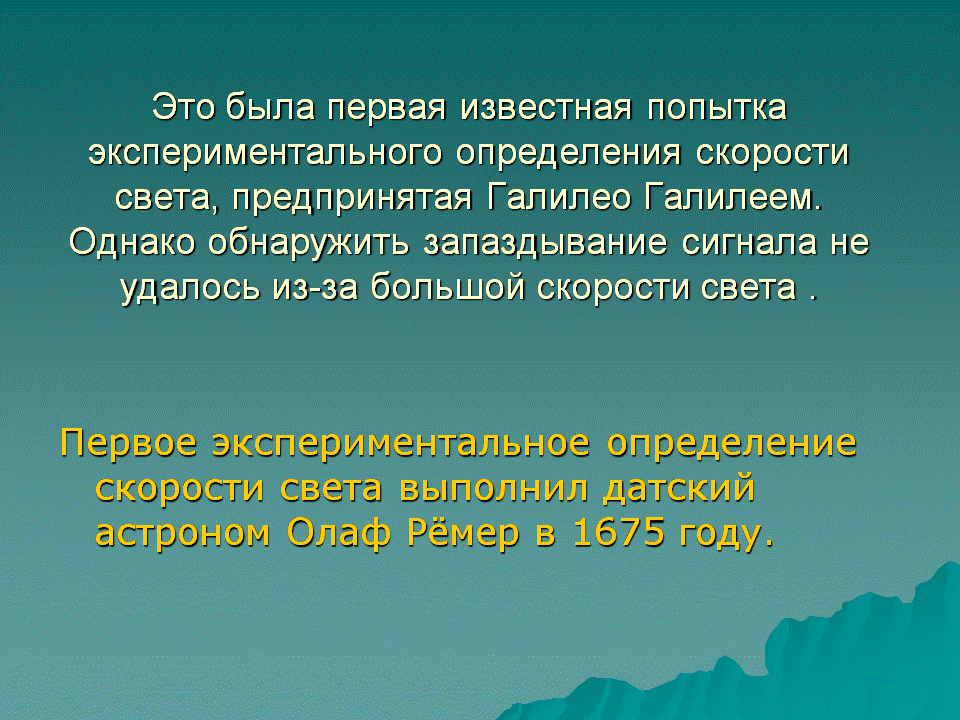 Это была первая известная попытка
экспериментального определения скорости
света, предпринятая Галилео Галилеем.
Однако обнаружить запаздывание сигнала не
удалось из-за большой скорости света .
Первое экспериментальное определение
скорости света выполнил датский
астроном Олаф Рёмер в 1675 году.